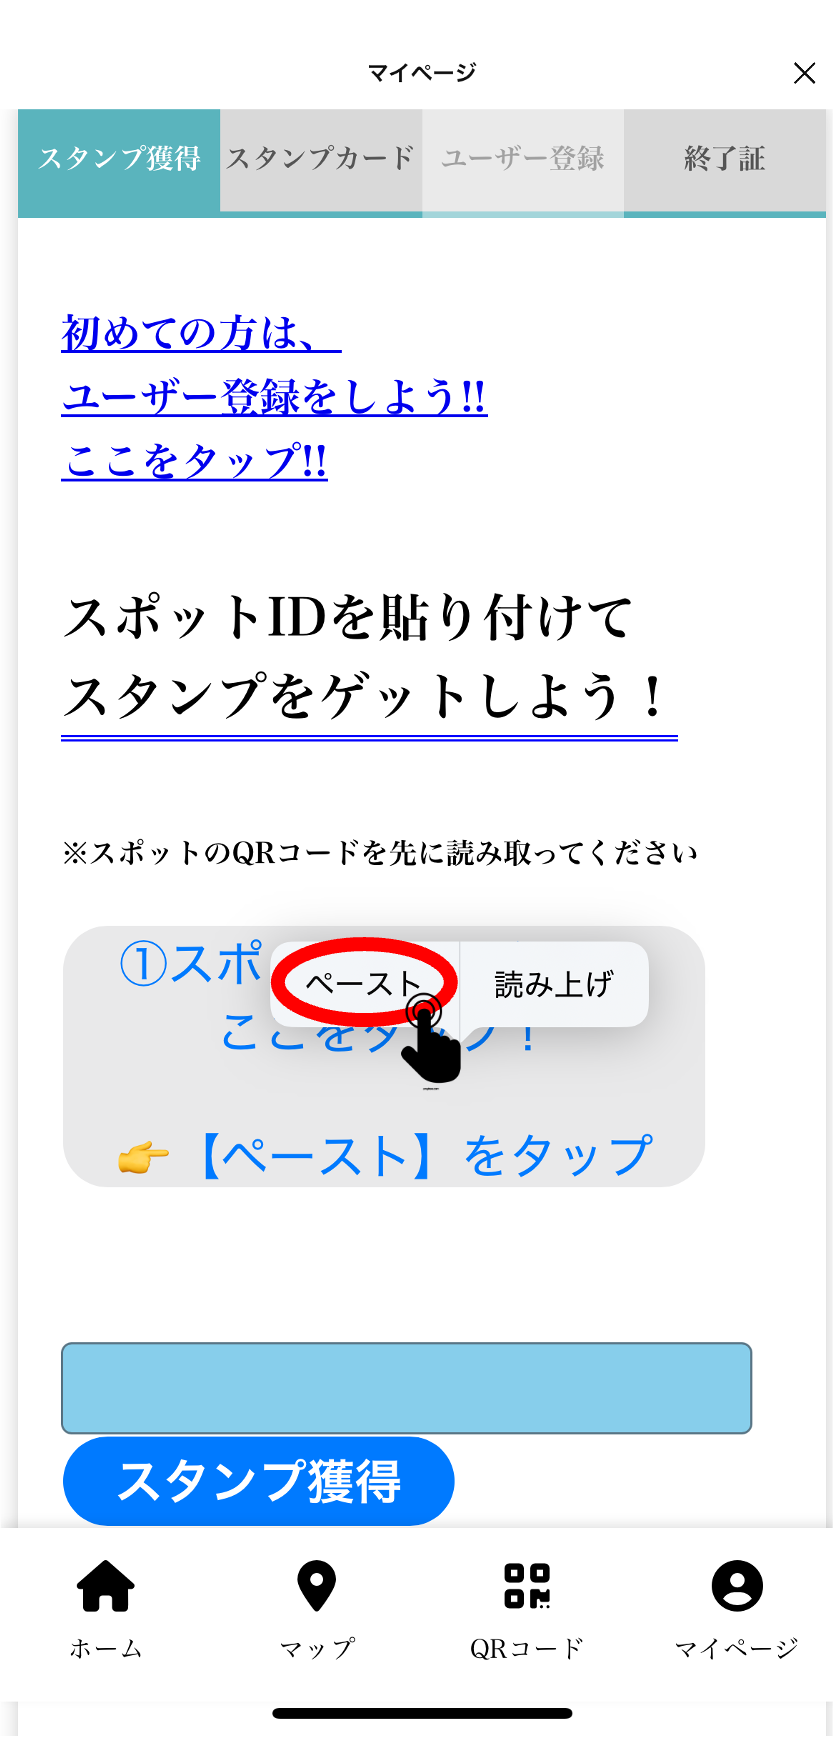 マイページ
スタンプ獲得
スタンプカード
ユーザー登録
終了証
初めての方は、
ユーザー登録をしよう!!
ここをタップ!!
スポットIDを貼り付けて
スタンプをゲットしよう！
※スポットのQRコードを先に読み取ってください
①スポ
ペースト
読み上げ
ここをタップ！
👉【ペースト】をタップ
スタンプ獲得
ホーム
マップ
QRコード
マイページ